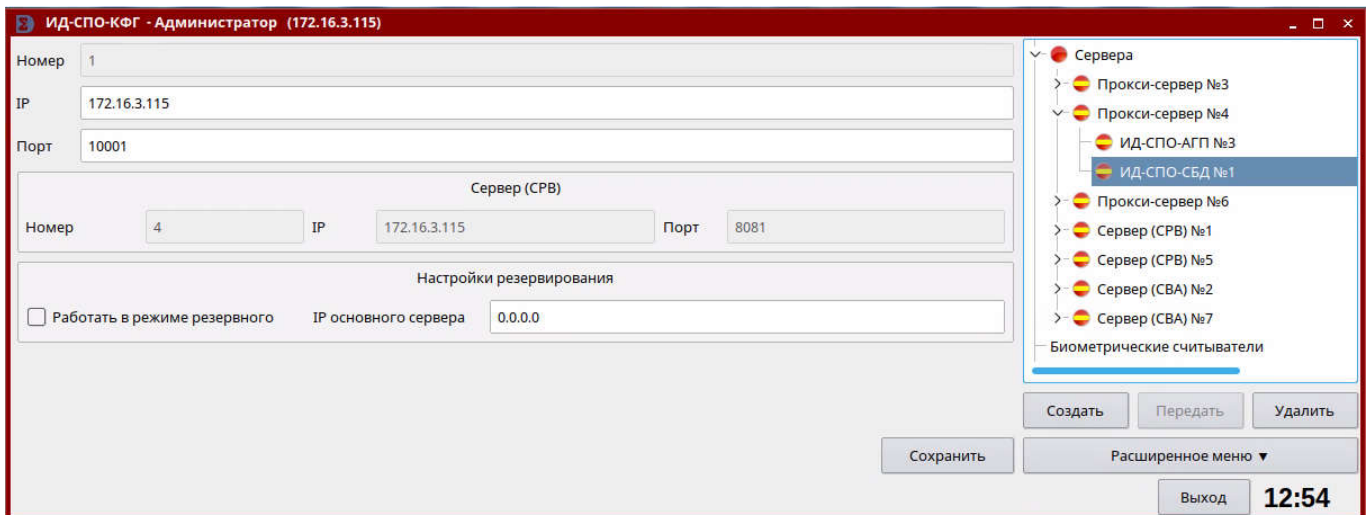 ИД-СПО-КФГ - Администратор (172.16.3.115)
Номер 1
IP 172.16.3.115
Порт 10001
Сервер (СРВ)
Номер 4 IP 172.16.3.115 Порт 8081
Настройки резервирования
Работать в режиме резервного IP основного сервера 0.0.0.0
Сохранить
Сервера
Прокси-сервер №3
Прокси-сервер №4
ИД-СПО-АГП №3
ИД-СПО-СБД №1
Прокси-сервер №6
Сервер (СРВ) №1
Сервер (СРВ) №5
Сервер (СВА) №2
Сервер (СВА) №7
Биометрические считыватели
Создать Передать Удалить
Расширенное меню ▼
Выход 12:54